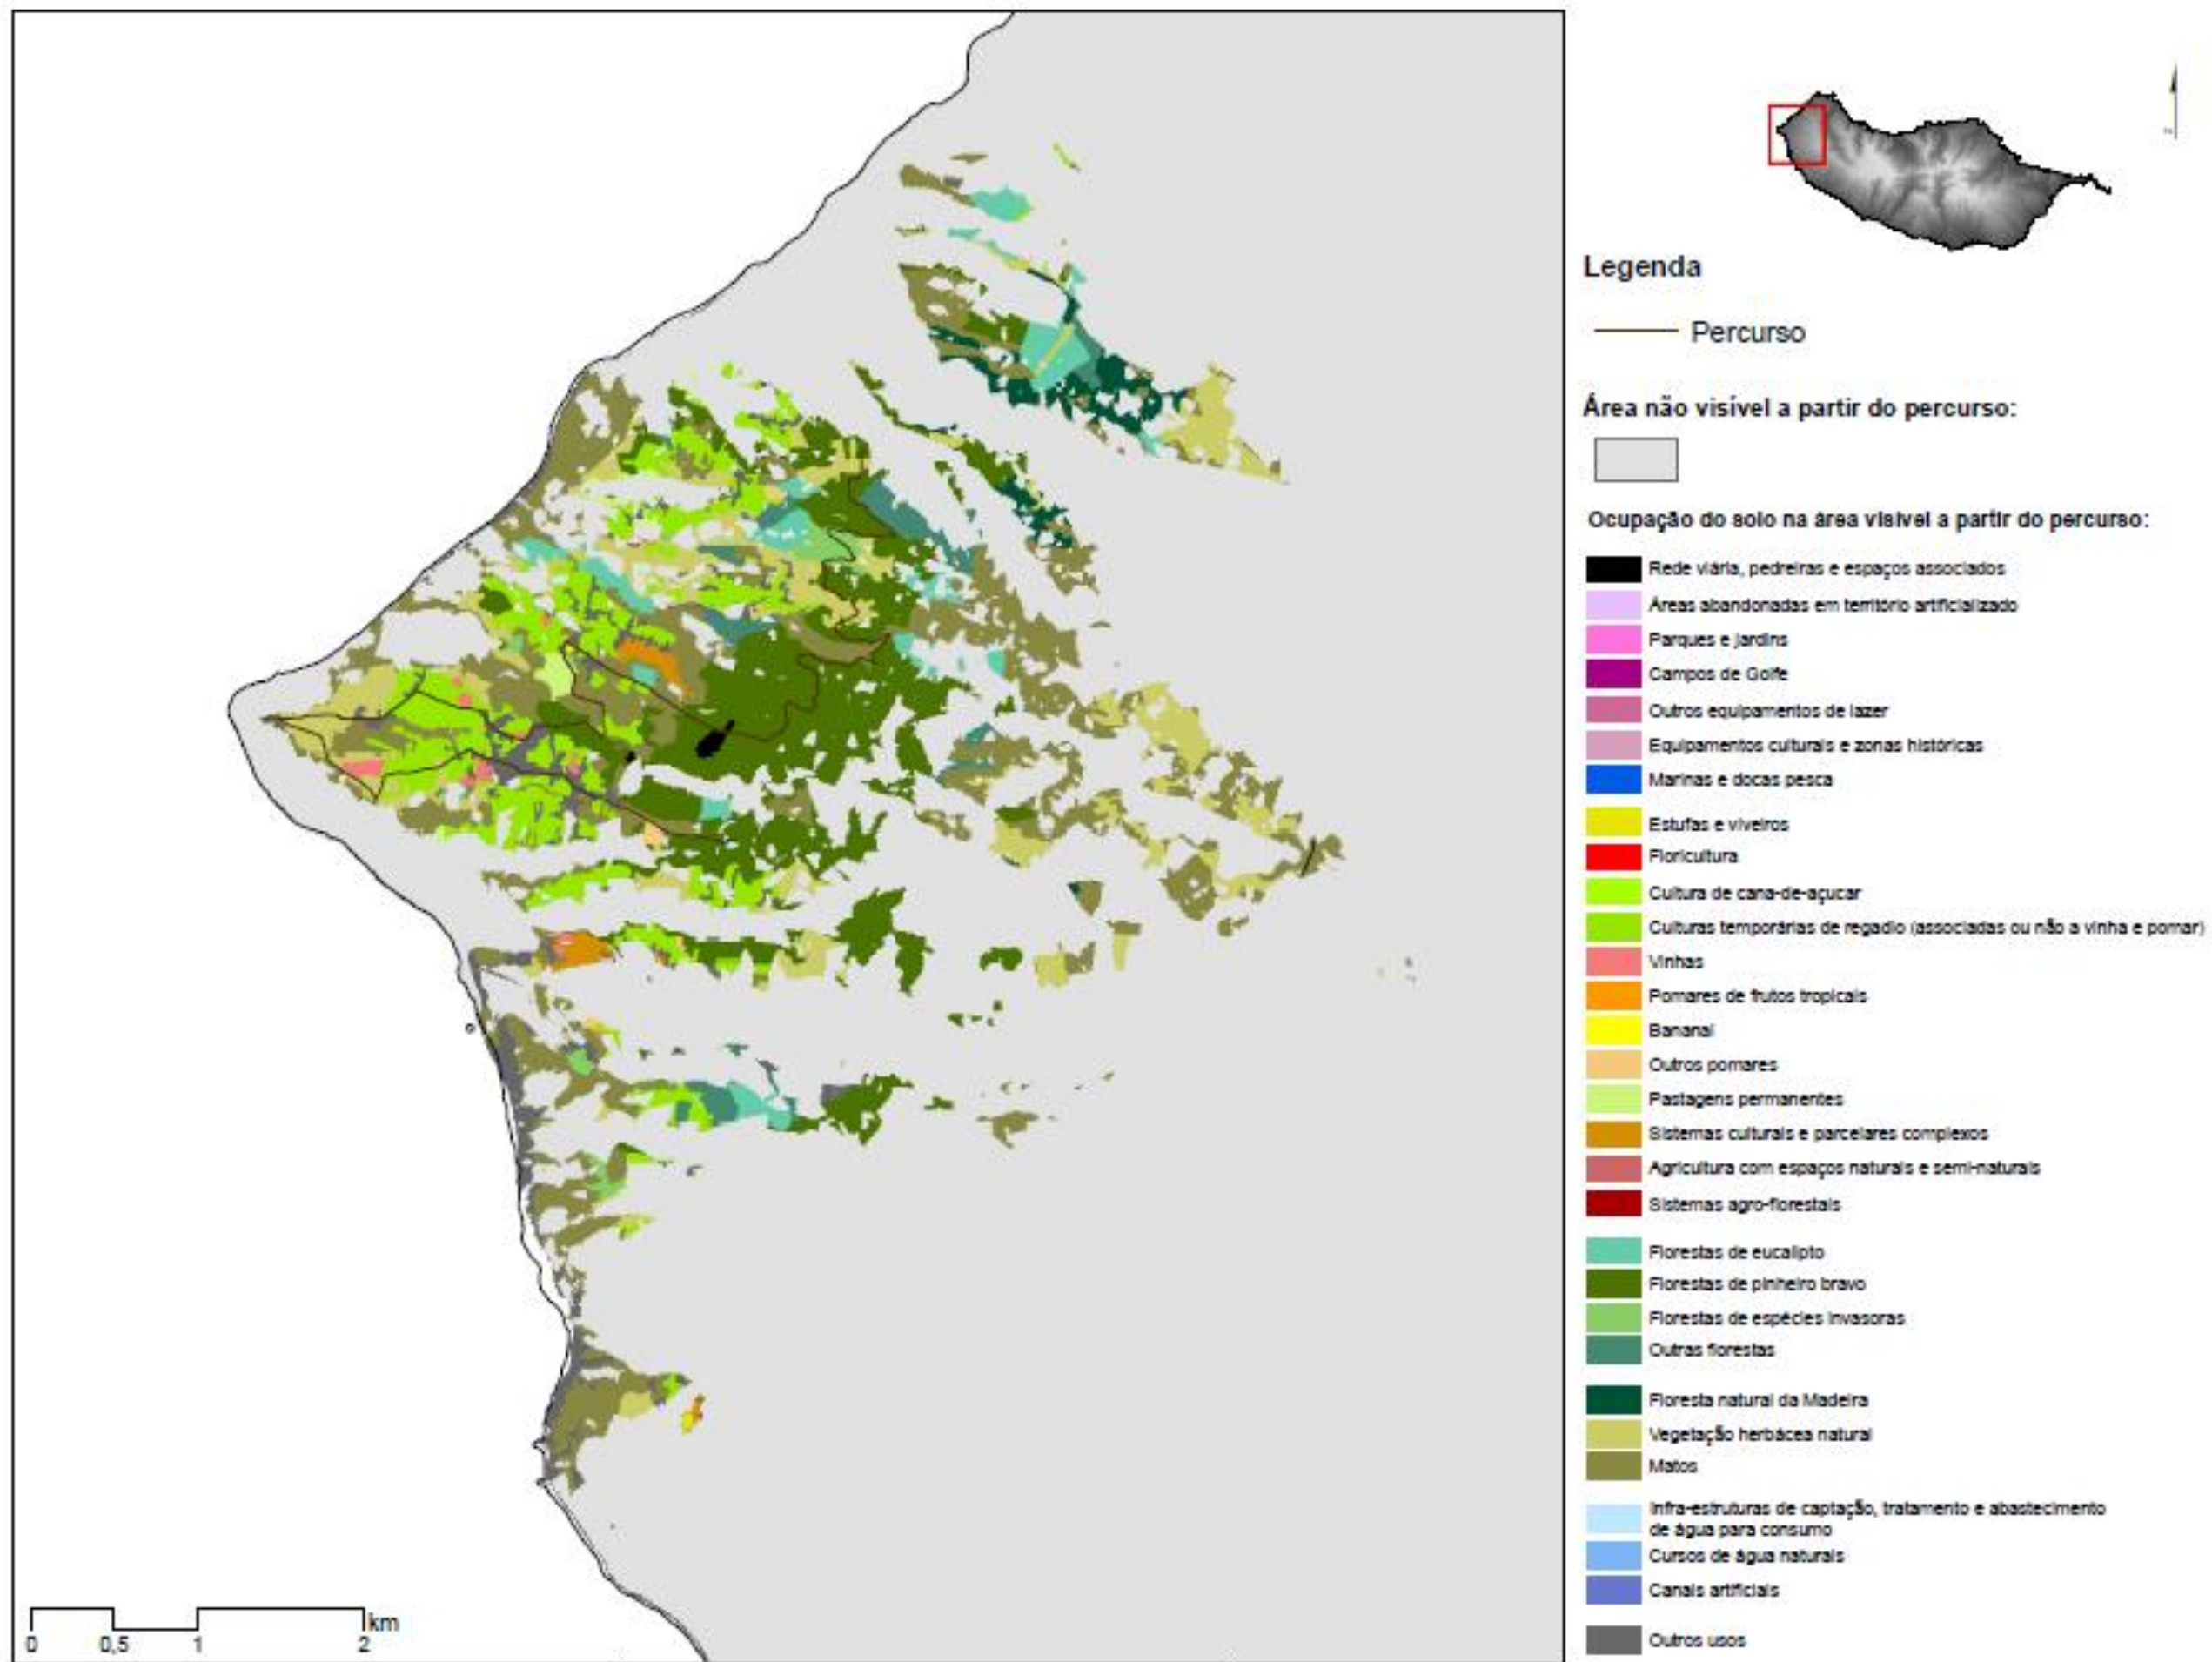 Legenda
Percurso
Área não visível a partir do percurso:
Ocupação do solo na área visível a partir do percurso:
Rede viária, pedreiras e espaços associados
Áreas abandonadas em território artificializado
Parques e jardins
Campos de Golfe
Outros equipamentos de lazer
Equipamentos culturais e zonas históricas
Marinas e docas pesca
Estufas e viveiros
Floricultura
Cultura de cana-de-açucar
Culturas temporárias de regadio (associadas ou não a vinha e pomar)
Vinhas
Pomares de frutos tropicais
Bananal
Outros pomares
Pastagens permanentes
Sistemas culturais e parcelares complexos
Agricultura com espaços naturais e semi-naturais
Sistemas agro-florestais
Florestas de eucalipto
Florestas de pinheiro bravo
Florestas de espécies invasoras
Outras florestas
Floresta natural da Madeira
Vegetação herbácea natural
Matos
Infra-estruturas de captação, tratamento e abastecimento
de água para consumo
Cursos de água naturais
Canais artificiais
Outros usos
km
0 0,5 1 2